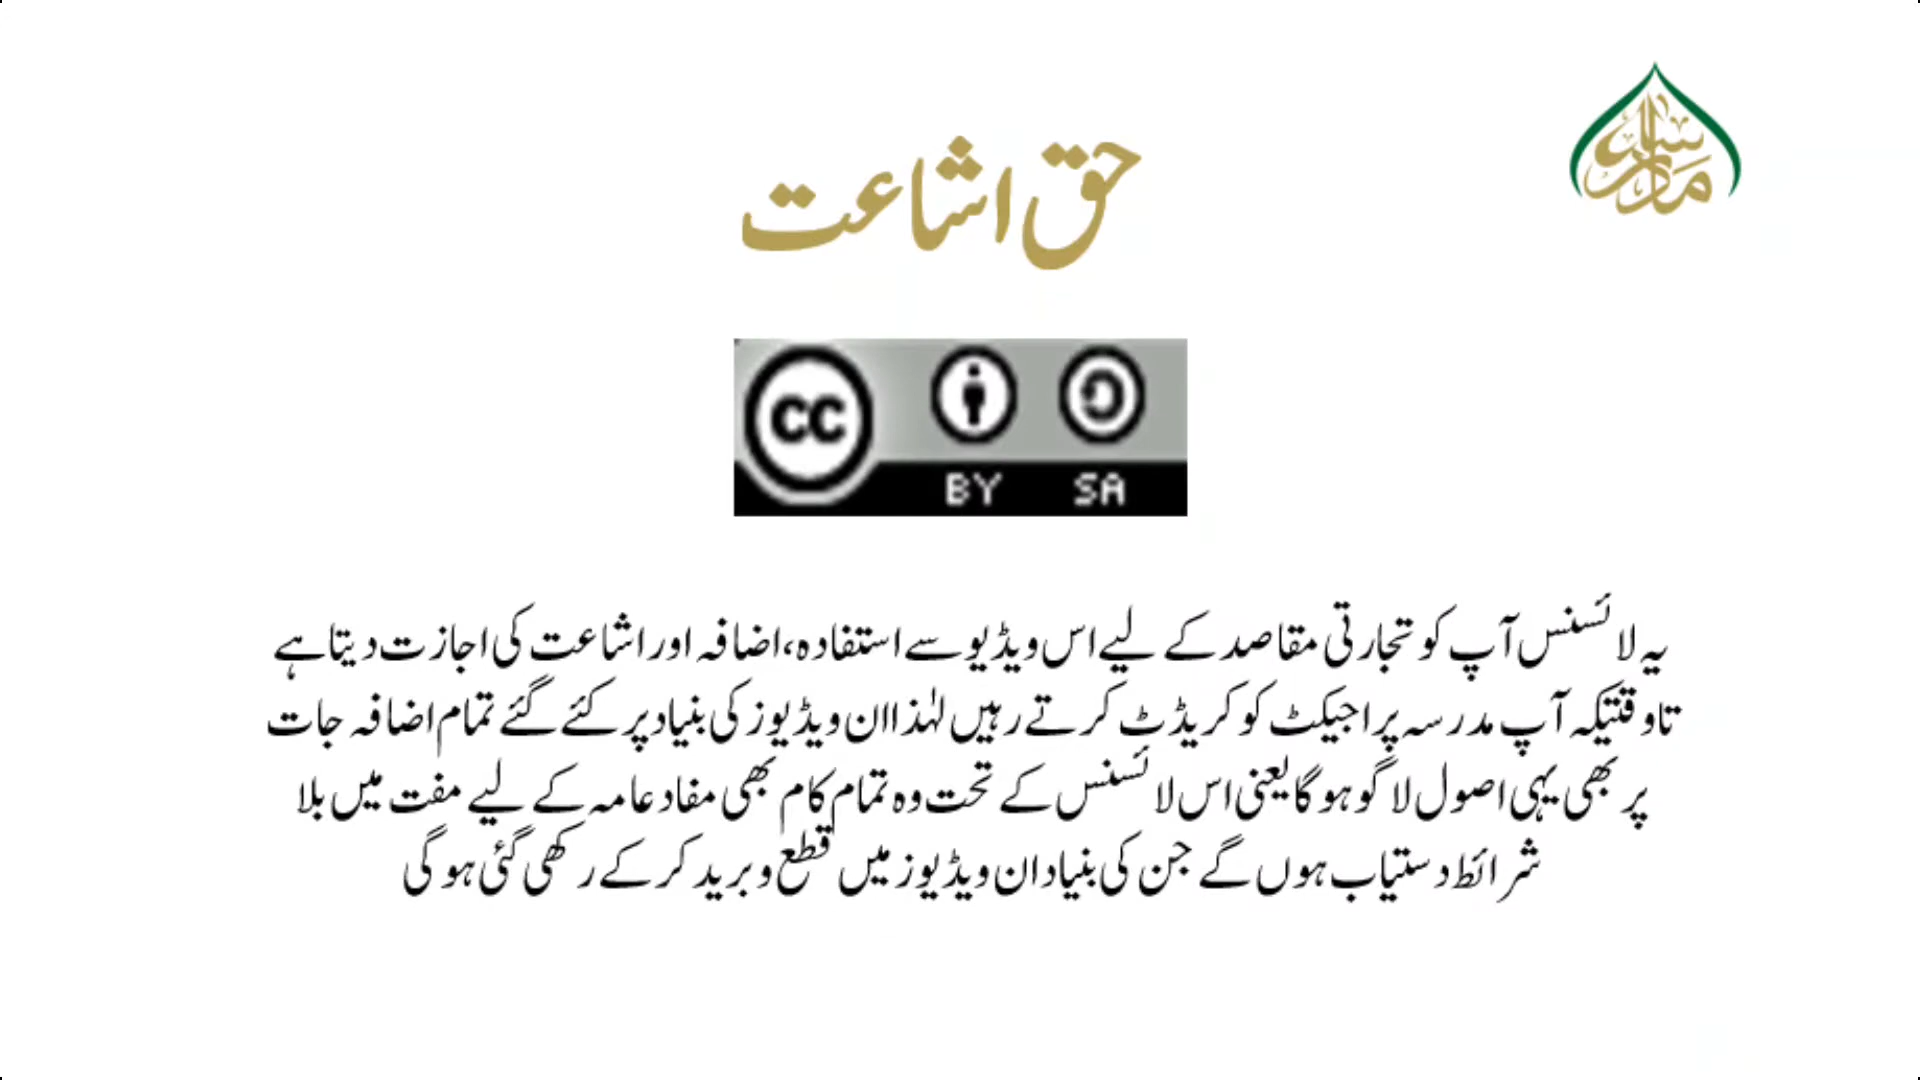 مدرسہ
حق اشاعت
CC BY SA
یہ لائسنس آپ کو تجارتی مقاصد کے لیے اس ویڈیو سے استفادہ، اضافہ اور اشاعت کی اجازت دیتا ہے
تاوقتیکہ آپ مدرسہ پراجیکٹ کو کریڈٹ کرتے رہیں لہٰذا ان ویڈیوز کی بنیاد پر کئے گئے تمام اضافہ جات
پر بھی یہی اصول لاگو ہو گا یعنی اس لائسنس کے تحت وہ تمام کام بھی مفاد عامہ کے لیے مفت میں بلا
شرائط دستیاب ہوں گے جن کی بنیاد ان ویڈیوز میں قطع و برید کر کے رکھی گئی ہو گی